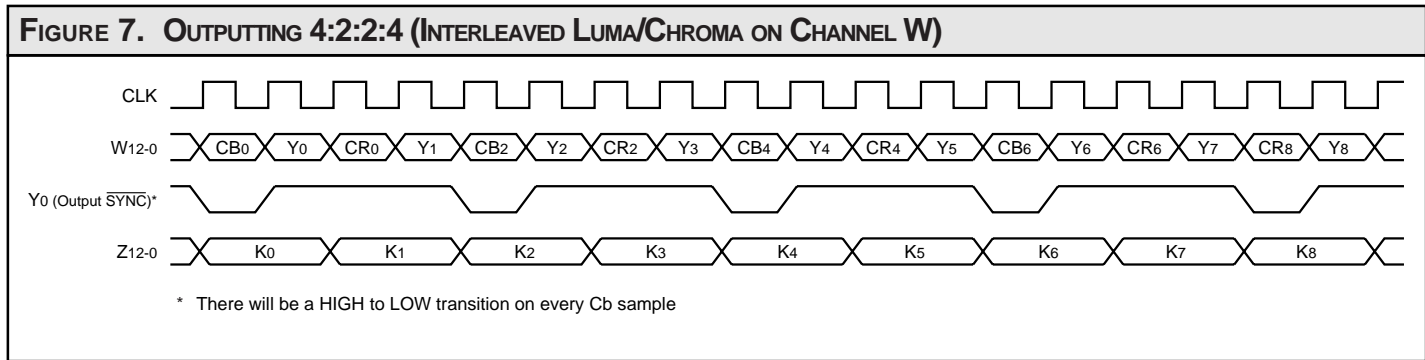 FIGURE 7. OUTPUTTING 4:2:2:4 (INTERLEAVED LUMA/CHROMA ON CHANNEL W)
CLK
W12-0 CB0 Y0 CR0 Y1 CB2 Y2 CR2 Y3 CB4 Y4 CR4 Y5 CB6 Y6 CR6 Y7 CR8 Y8
Y0 (Output SYNC)*
Z12-0 K0 K1 K2 K3 K4 K5 K6 K7 K8
* There will be a HIGH to LOW transition on every Cb sample